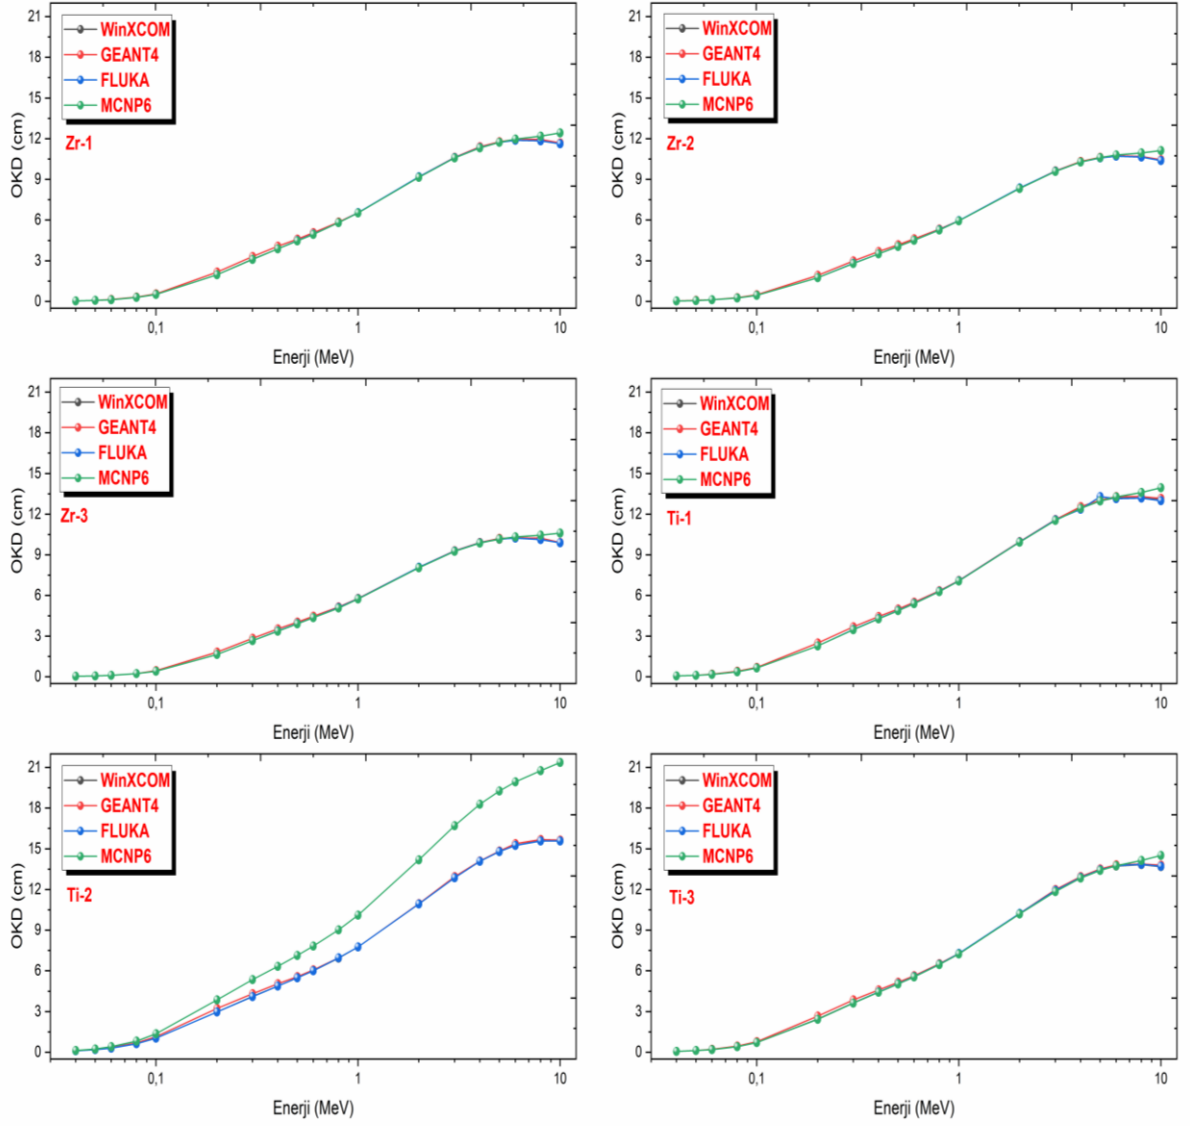 21
18
15
12
9
6
3
0
OKD (cm)
WinXCOM
GEANT4
FLUKA
MCNP6
Zr-1
0,1
1
10
Enerji (MeV)
21
18
15
12
9
6
3
0
OKD (cm)
WinXCOM
GEANT4
FLUKA
MCNP6
Zr-2
0,1
1
10
Enerji (MeV)
21
18
15
12
9
6
3
0
OKD (cm)
WinXCOM
GEANT4
FLUKA
MCNP6
Zr-3
0,1
1
10
Enerji (MeV)
21
18
15
12
9
6
3
0
OKD (cm)
WinXCOM
GEANT4
FLUKA
MCNP6
Ti-1
0,1
1
10
Enerji (MeV)
21
18
15
12
9
6
3
0
OKD (cm)
WinXCOM
GEANT4
FLUKA
MCNP6
Ti-2
0,1
1
10
Enerji (MeV)
21
18
15
12
9
6
3
0
OKD (cm)
WinXCOM
GEANT4
FLUKA
MCNP6
Ti-3
0,1
1
10
Enerji (MeV)